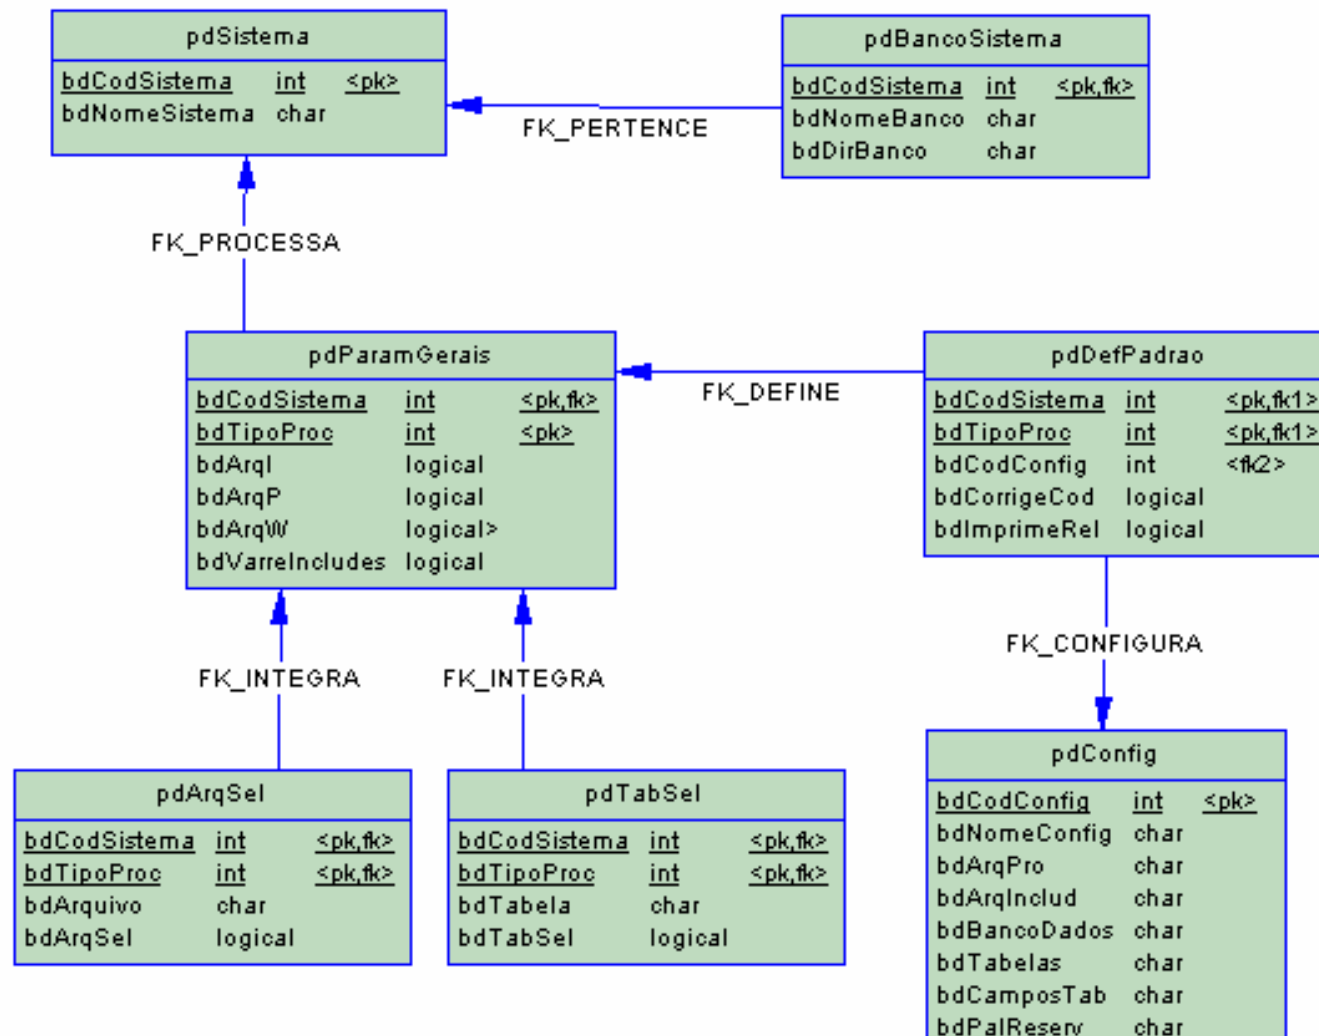 pdSistema
bdCodSistema int <pk>
bdNomeSistema char
pdBancoSistema
bdCodSistema int <pk,fk>
bdNomeBanco char
bdDirBanco char
FK_PERTENCE
FK_PROCESSA
pdParamGerais
bdCodSistema int <pk,fk>
bdTipoProc int <pk>
bdArqI logical
bdArqP logical
bdArqW logical>
bdVarreIncludes logical
FK_DEFINE
pdDefPadrao
bdCodSistema int <pk,fk1>
bdTipoProc int <pk,fk1>
bdCodConfig int <fk2>
bdCorrigeCod logical
bdImprimeRel logical
FK_INTEGRA
FK_INTEGRA
FK_CONFIGURA
pdArqSel
bdCodSistema int <pk,fk>
bdTipoProc int <pk,fk>
bdArquivo char
bdArqSel logical
pdTabSel
bdCodSistema int <pk,fk>
bdTipoProc int <pk,fk>
bdTabela char
bdTabSel logical
pdConfig
bdCodConfig int <pk>
bdNomeConfig char
bdArqPro char
bdArqInclud char
bdBancoDados char
bdTabelas char
bdCamposTab char
bdPalReserv char